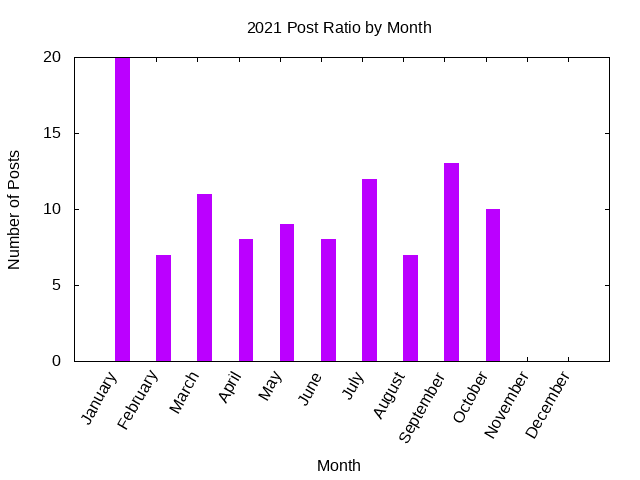 2021 Post Ratio by Month
20
15
10
5
0
Number of Posts
January
February
March
April
May
June
July
August
September
October
November
December
Month